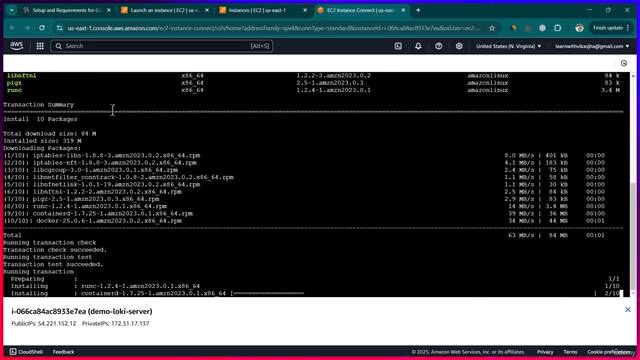 Setup and Requirements for G
Launch an instance | EC2 | us-e
Instances | EC2 | us-east-1
EC2 Instance Connect | us-eas
us-east-1.console.aws.amazon.com/ec2-instance-connect/ssh/home?addressFamily=ipv4&connType=standard&instanceId=i-066ca84ac8933e7ea&osUser=ec2-
Finish update
aws
Search
[Alt+S]
United States (N. Virginia)
learnwithvikasjha@gmail.com
libnftnl x86_64 1.2.2-2.amzn2023.0.2 amazonlinux 84 k
pigz x86_64 2.5-1.amzn2023.0.3 amazonlinux 83 k
runc x86_64 1.2.4-1.amzn2023.0.1 amazonlinux 3.4 M
Transaction Summary
Install 10 Packages
Total download size: 84 M
Installed size: 319 M
Downloading Packages:
(1/10): iptables-libs-1.8.8-3.amzn2023.0.2.x86_64.rpm 8.0 MB/s | 401 kB 00:00
(2/10): iptables-nft-1.8.8-3.amzn2023.0.2.x86_64.rpm 4.1 MB/s | 183 kB 00:00
(3/10): libcgroup-3.0-1.amzn2023.0.1.x86_64.rpm 2.4 MB/s | 75 kB 00:00
(4/10): libnetfilter_conntrack-1.0.8-2.amzn2023.0.2.x86_64.rpm 1.1 MB/s | 58 kB 00:00
(5/10): libnfnetlink-1.0.1-19.amzn2023.0.2.x86_64.rpm 1.1 MB/s | 30 kB 00:00
(6/10): libnftnl-1.2.2-2.amzn2023.0.2.x86_64.rpm 2.5 MB/s | 84 kB 00:00
(7/10): pigz-2.5-1.amzn2023.0.3.x86_64.rpm 2.9 MB/s | 83 kB 00:00
(8/10): runc-1.2.4-1.amzn2023.0.1.x86_64.rpm 14 MB/s | 3.4 MB 00:00
(9/10): containerd-1.7.25-1.amzn2023.0.1.x86_64.rpm 39 MB/s | 36 MB 00:00
(10/10): docker-25.0.6-1.amzn2023.0.2.x86_64.rpm 34 MB/s | 44 MB 00:01
Total 63 MB/s | 84 MB 00:01
Running transaction check
Transaction check succeeded.
Running transaction test
Transaction test succeeded.
Running transaction
Preparing : 1/1
Installing : runc-1.2.4-1.amzn2023.0.1.x86_64 1/10
Installing : containerd-1.7.25-1.amzn2023.0.1.x86_64 [ ] 2/10
i-066ca84ac8933e7ea (demo-loki-server)
PublicIPs: 54.221.152.12 PrivateIPs: 172.31.17.137
CloudShell
Feedback
© 2025, Amazon Web Services, Inc. or its affiliates.
Privacy
Terms
Cookie preferences